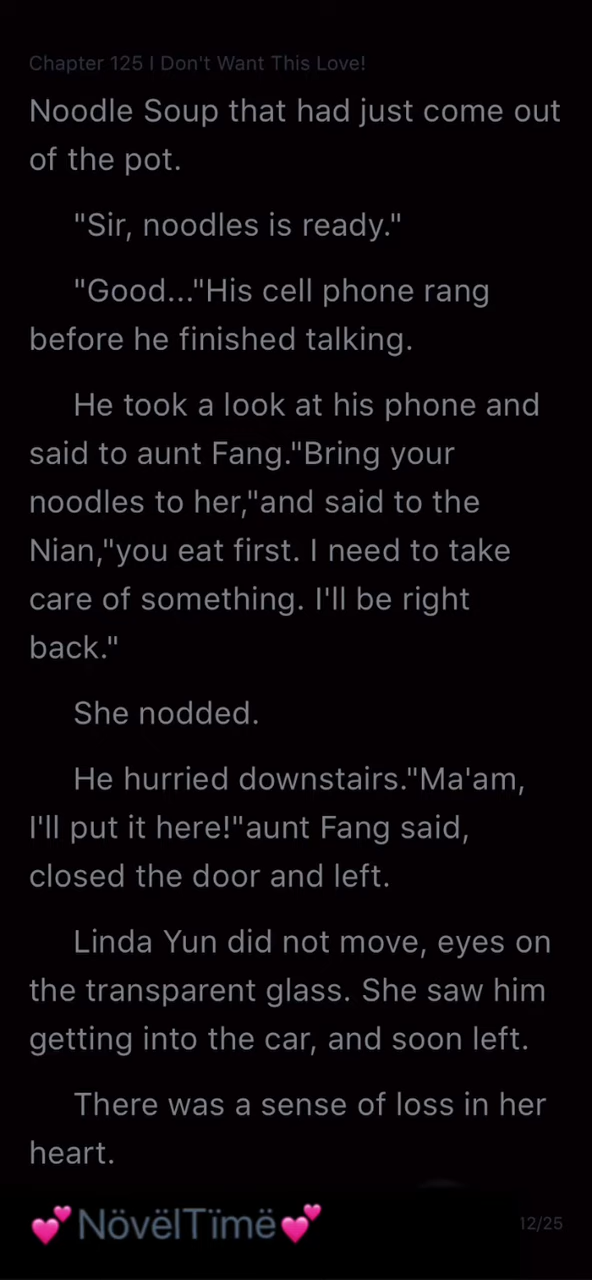 Chapter 125 I Don't Want This Love!
Noodle Soup that had just come out
of the pot.
"Sir, noodles is ready."
"Good..."His cell phone rang
before he finished talking.
He took a look at his phone and
said to aunt Fang."Bring your
noodles to her,"and said to the
Nian,"you eat first. I need to take
care of something. I'll be right
back."
She nodded.
He hurried downstairs."Ma'am,
I'll put it here!"aunt Fang said,
closed the door and left.
Linda Yun did not move, eyes on
the transparent glass. She saw him
getting into the car, and soon left.
There was a sense of loss in her
heart.
💕NövëlTïmë💕
12/25